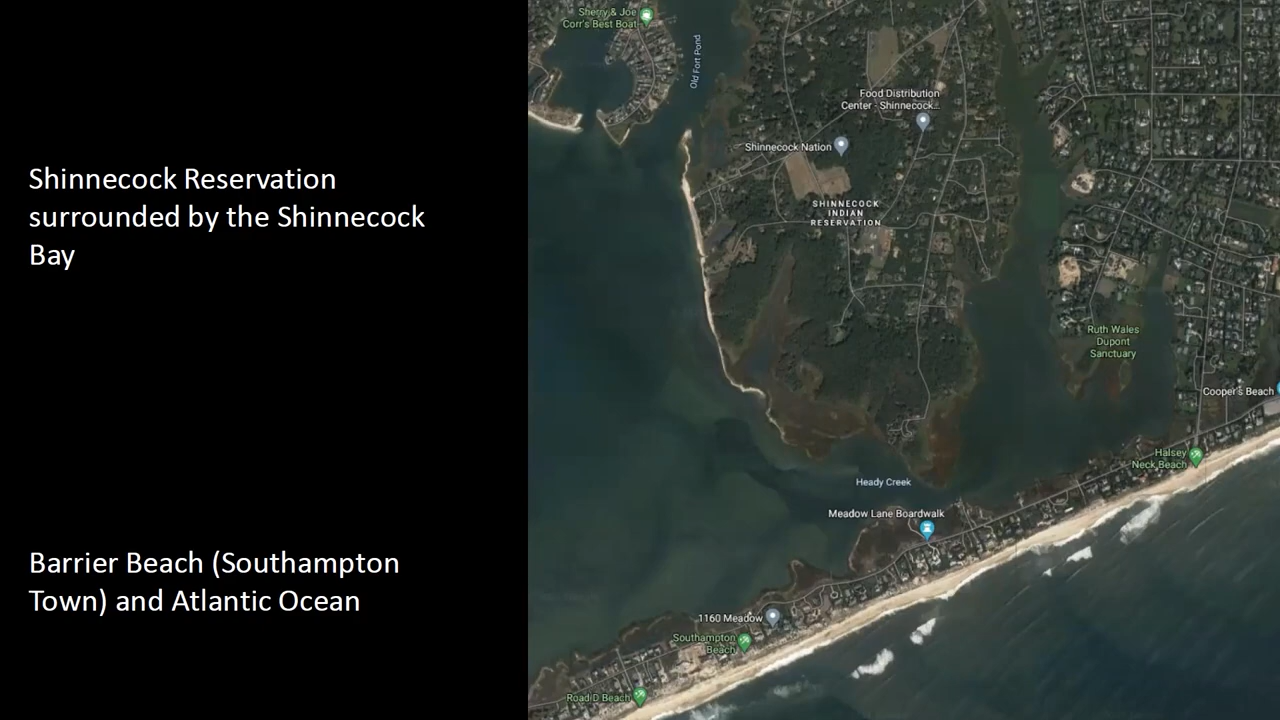 Shinnecock Reservation
surrounded by the Shinnecock
Bay
Barrier Beach (Southampton
Town) and Atlantic Ocean
Sherry & Joe
Corr's Best Boat
Old Fort Pond
Food Distribution
Center - Shinnecock...
Shinnecock Nation
SHINNECOCK
INDIAN
RESERVATION
Ruth Wales
Dupont
Sanctuary
Cooper's Beach
Halsey
Neck Beach
Heady Creek
Meadow Lane Boardwalk
1160 Meadow
Southampton
Beach
Road D Beach